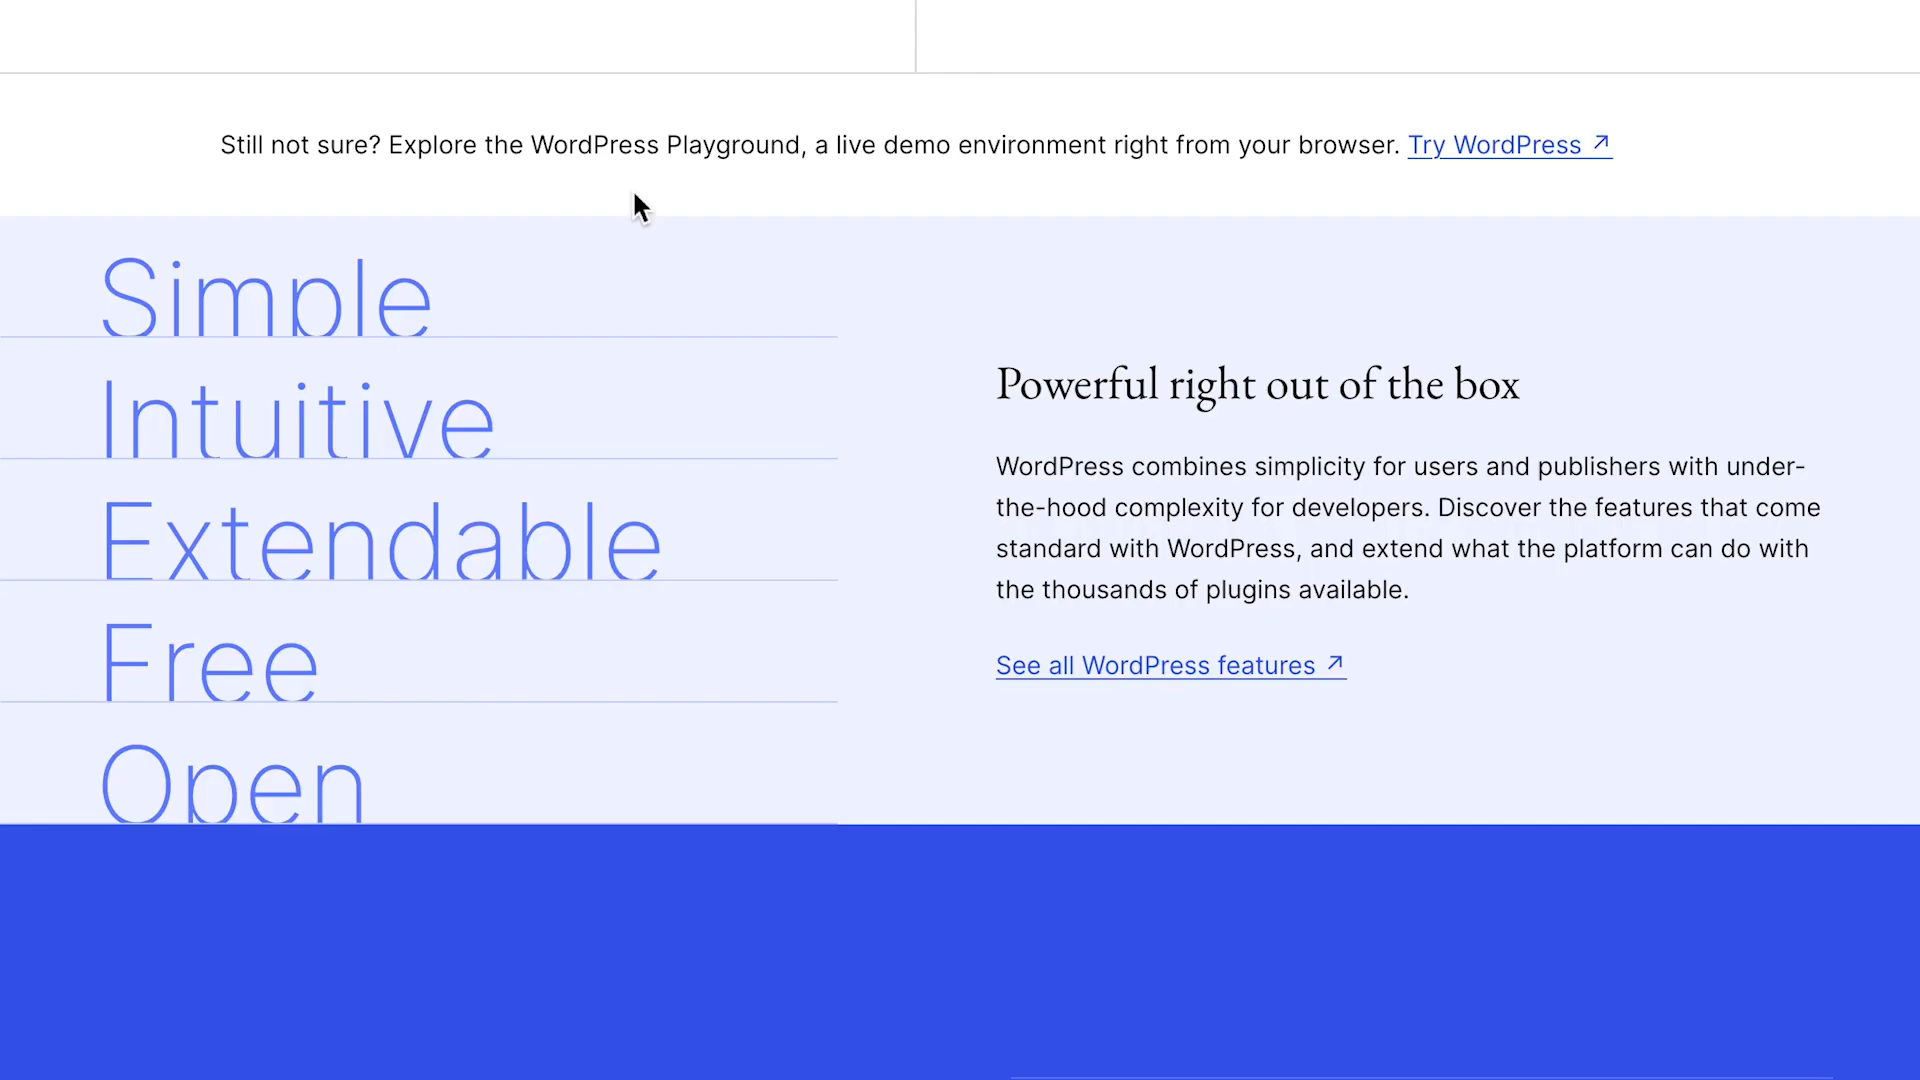 Still not sure? Explore the WordPress Playground, a live demo environment right from your browser. Try WordPress ↗
Simple
Intuitive
Extendable
Free
Open
Powerful right out of the box
WordPress combines simplicity for users and publishers with under-
the-hood complexity for developers. Discover the features that come
standard with WordPress, and extend what the platform can do with
the thousands of plugins available.
See all WordPress features ↗